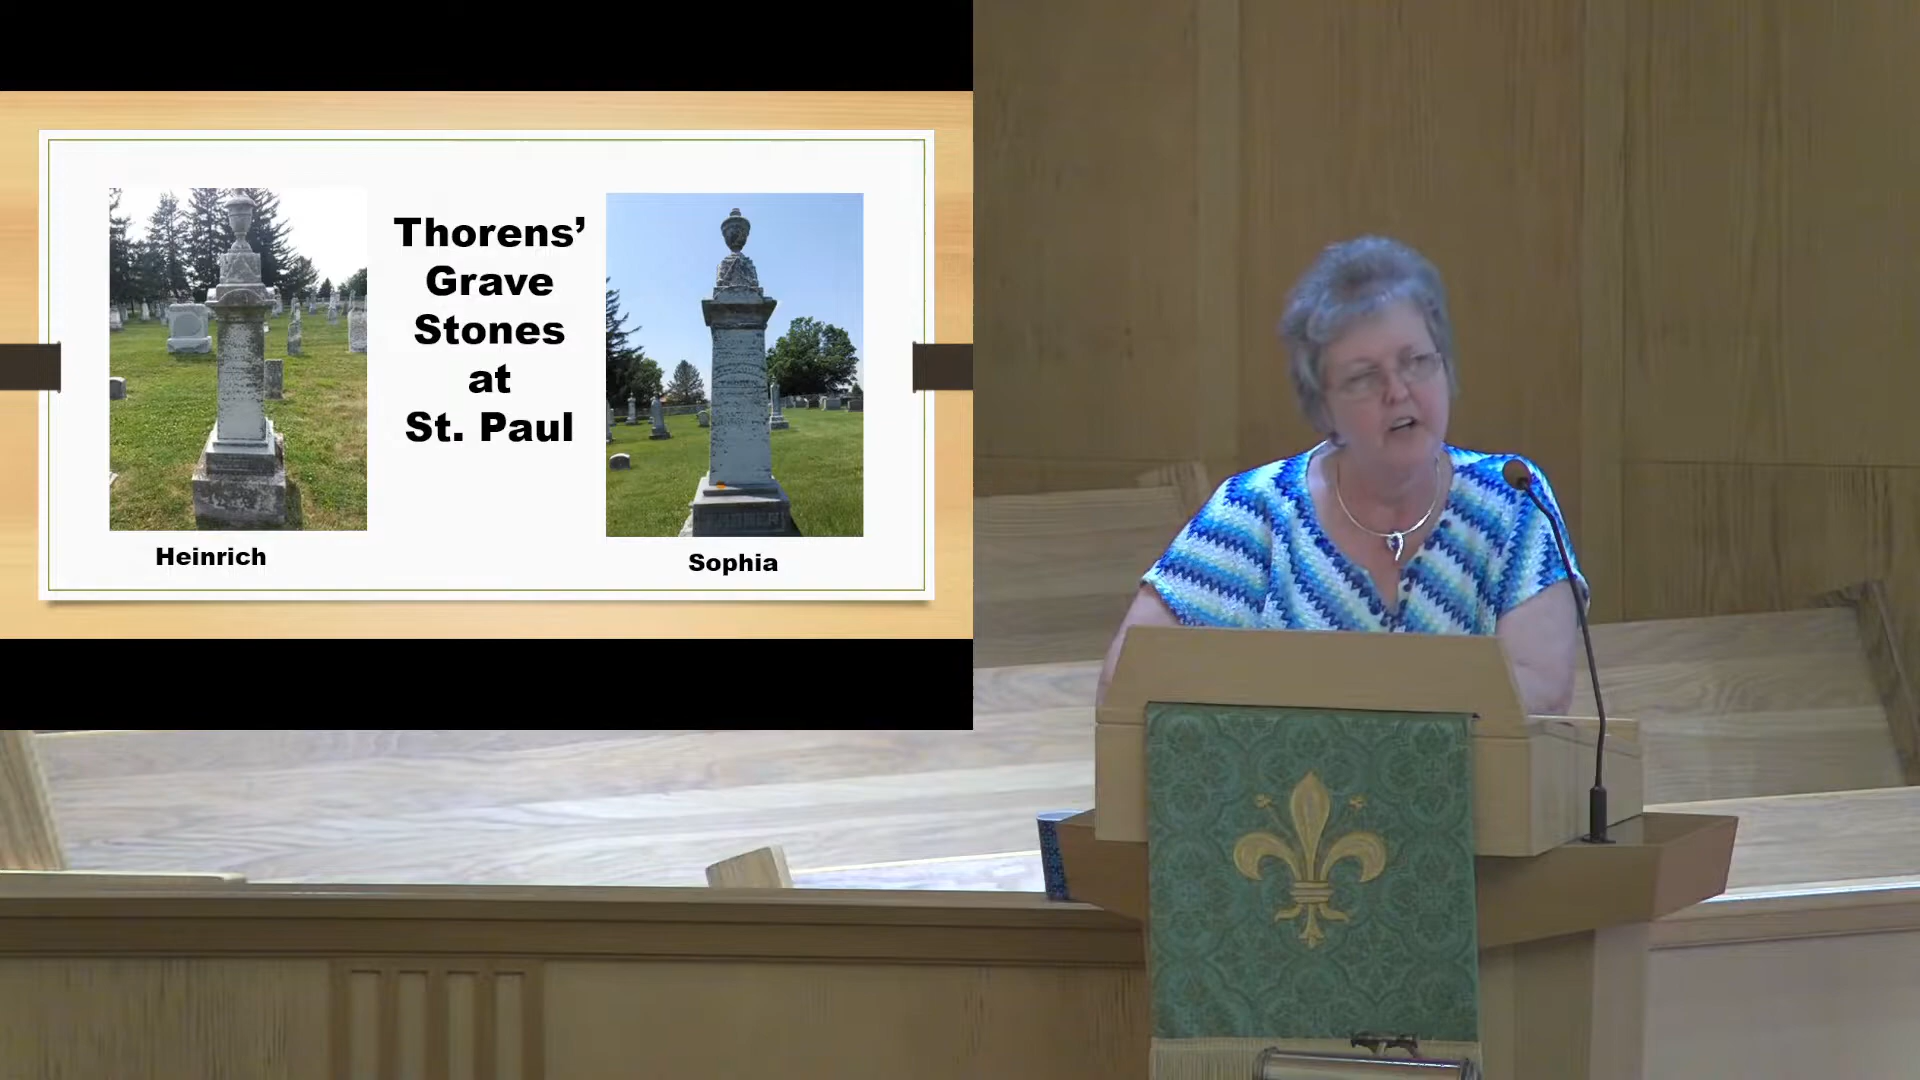 Thorens’
Grave
Stones
at
St. Paul
Heinrich
Sophia